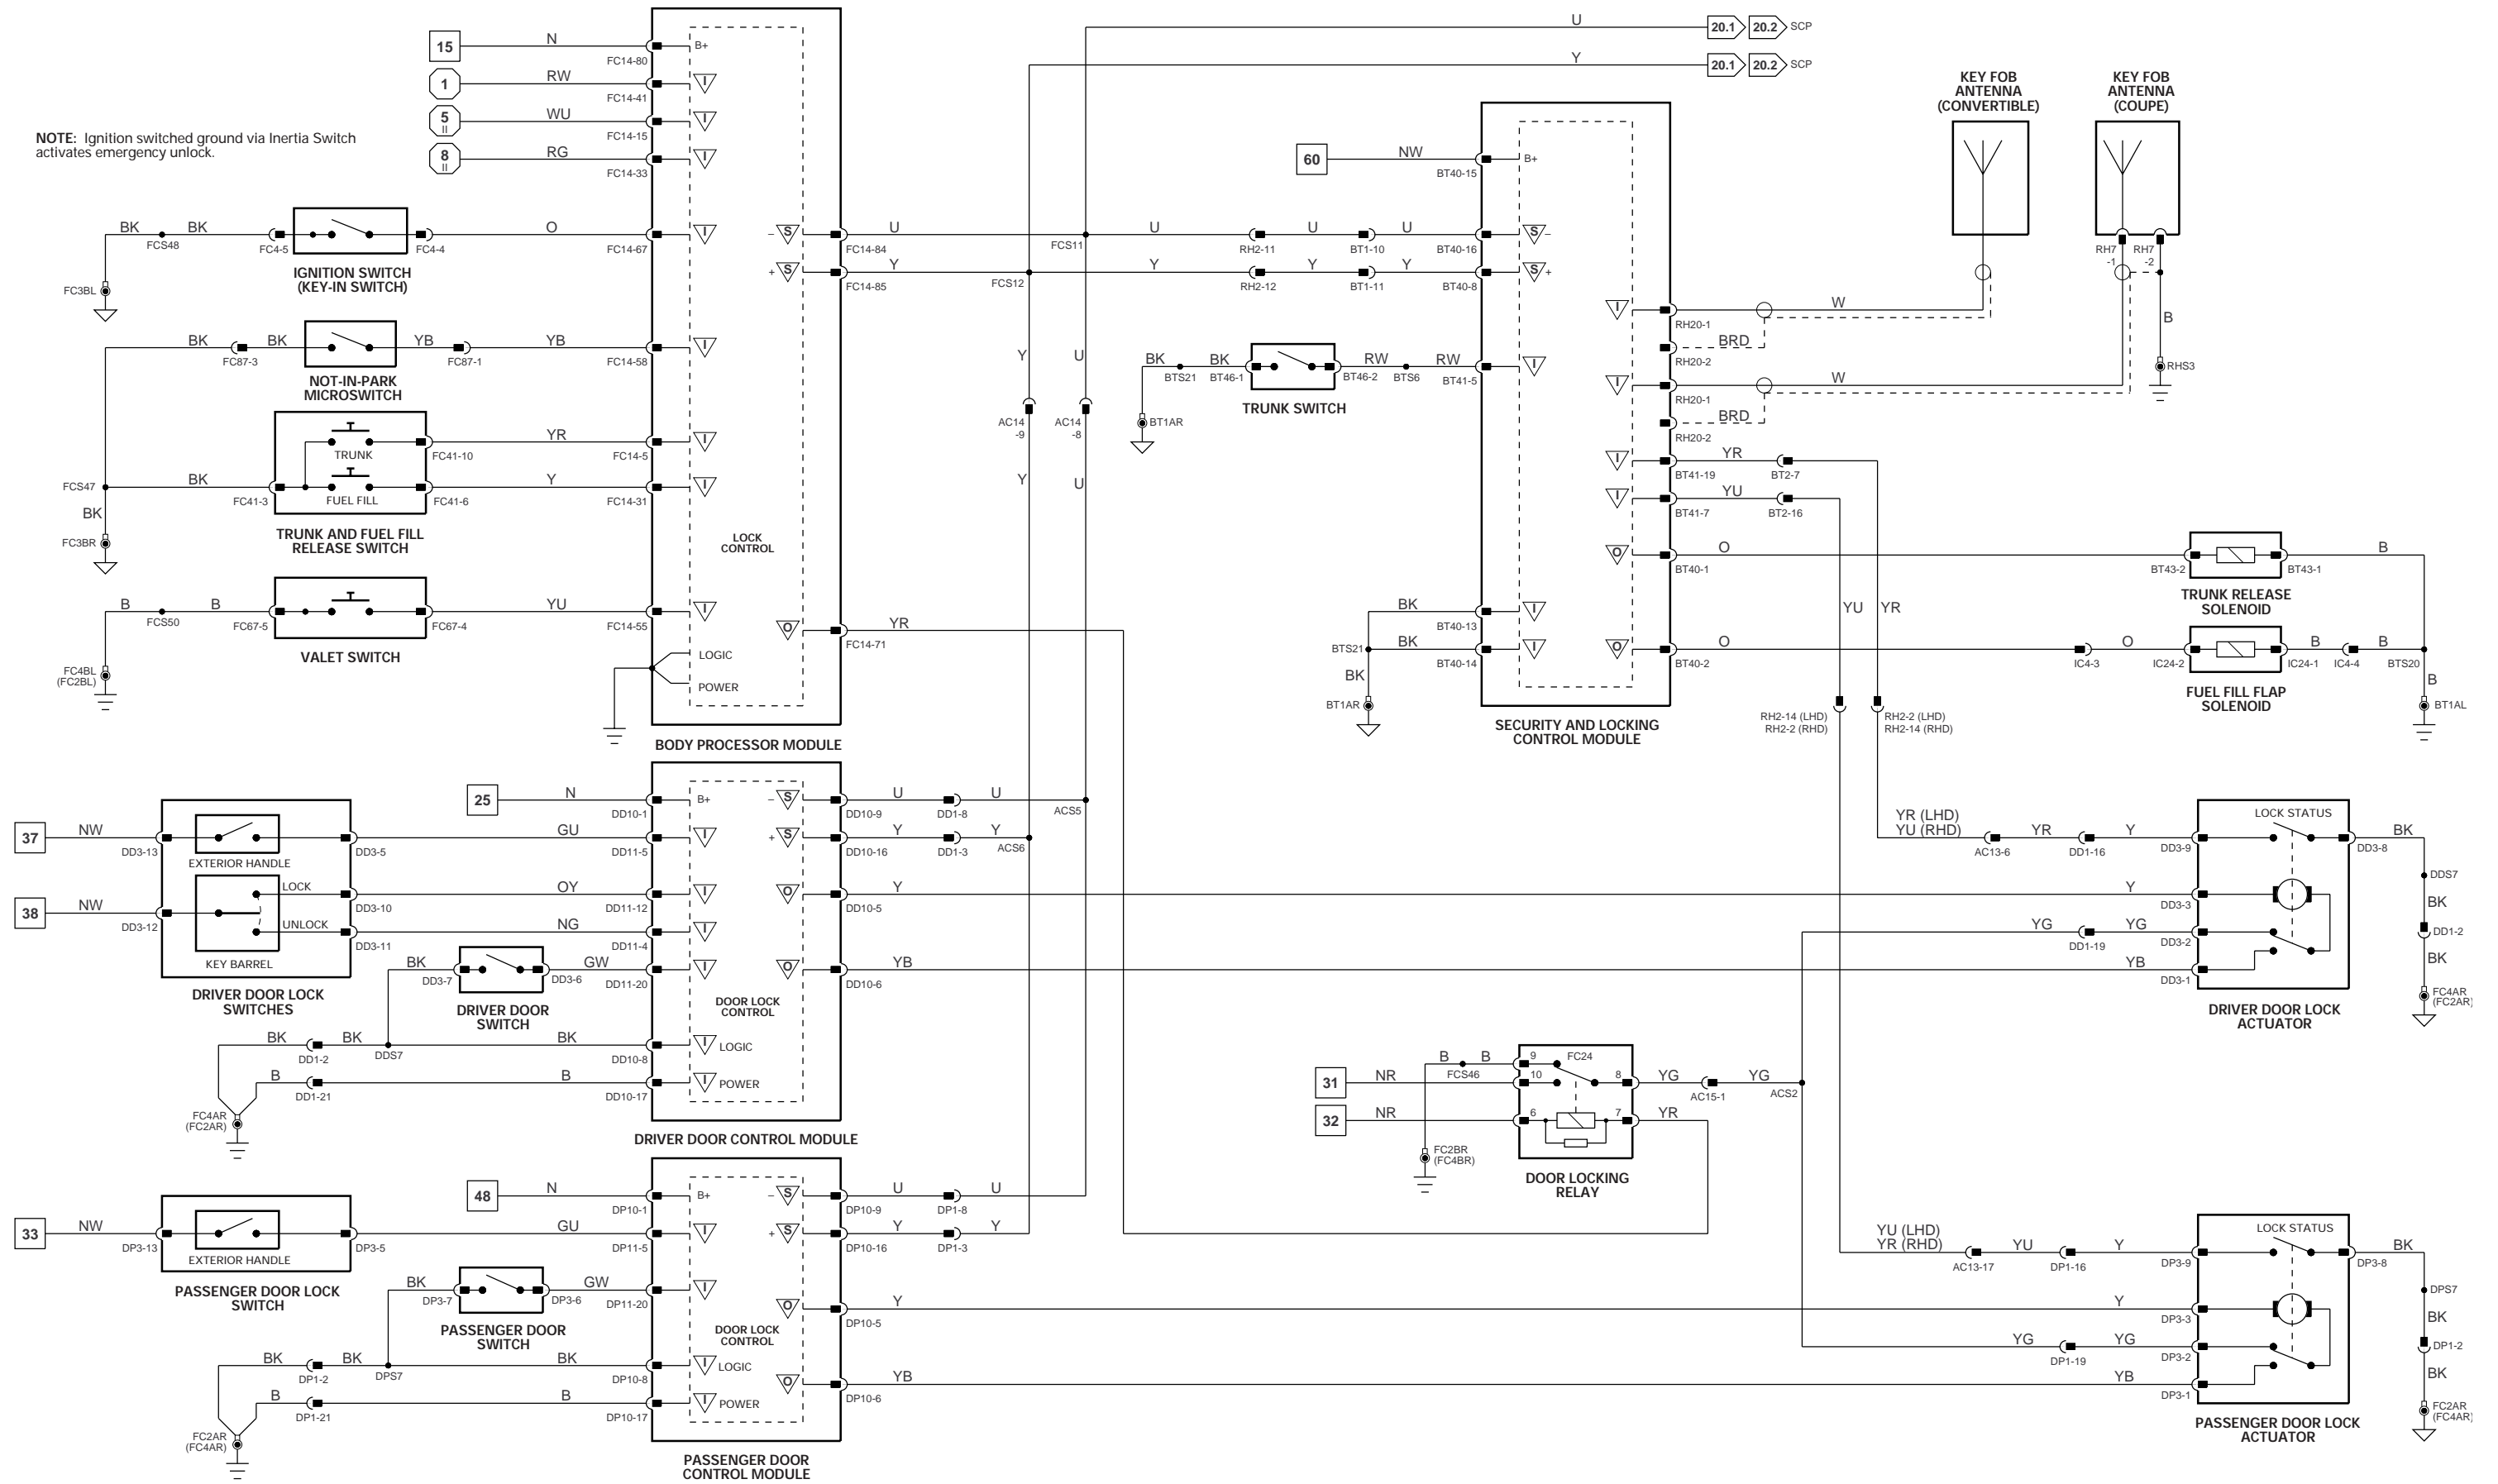 U
20.1
20.2
SCP
Y
20.1
20.2
SCP
15
N
FC14-80
B+
1
RW
FC14-41
I
5
II
WU
FC14-15
I
8
II
RG
FC14-33
I
NOTE: Ignition switched ground via Inertia Switch
activates emergency unlock.
BK
FCS48
BK
FC4-5
FC4-4
O
FC14-67
I
IGNITION SWITCH
(KEY-IN SWITCH)
FC3BL
BK
FC87-3
BK
YB
FC87-1
YB
FC14-58
I
NOT-IN-PARK
MICROSWITCH
TRUNK
FC41-10
YR
FC14-5
I
FCS47
BK
FC41-3
FUEL FILL
FC41-6
Y
FC14-31
I
BK
FC3BR
TRUNK AND FUEL FILL
RELEASE SWITCH
B
FCS50
B
FC67-5
FC67-4
YU
FC14-55
I
VALET SWITCH
FC4BL
(FC2BL)
LOCK
CONTROL
LOGIC
POWER
– S
FC14-84
U
+ S
FC14-85
Y
O
FC14-71
YR
BODY PROCESSOR MODULE
FCS11
U
RH2-11
U
BT1-10
U
BT40-16
S –
FCS12
Y
RH2-12
Y
BT1-11
Y
BT40-8
S +
Y
U
AC14
-9
AC14
-8
Y
U
60
NW
BT40-15
B+
BK
BTS21
BK
BT46-1
BT46-2
RW
BTS6
RW
BT41-5
I
TRUNK SWITCH
BT1AR
BK
BT40-13
I
BTS21
BK
BT40-14
I
BK
BT1AR
SECURITY AND LOCKING
CONTROL MODULE
KEY FOB
ANTENNA
(CONVERTIBLE)
KEY FOB
ANTENNA
(COUPE)
RH7
-1
RH7
-2
B
RHS3
I
RH20-1
W
BRD
RH20-2
I
RH20-1
W
BRD
RH20-2
I
BT41-19
YR
BT2-7
I
BT41-7
YU
BT2-16
O
BT40-1
O
BT43-2
BT43-1
B
TRUNK RELEASE
SOLENOID
YU
YR
O
BT40-2
O
IC4-3
O
IC24-2
IC24-1
B
IC4-4
B
BTS20
FUEL FILL FLAP
SOLENOID
B
BT1AL
RH2-14 (LHD)
RH2-2 (RHD)
RH2-2 (LHD)
RH2-14 (RHD)
25
N
DD10-1
B+
37
NW
DD3-13
EXTERIOR HANDLE
DD3-5
GU
DD11-5
I
38
NW
DD3-12
LOCK
DD3-10
OY
DD11-12
I
UNLOCK
DD3-11
NG
DD11-4
I
KEY BARREL
DRIVER DOOR LOCK
SWITCHES
BK
DD3-7
DD3-6
GW
DD11-20
I
DRIVER DOOR
SWITCH
BK
DD1-2
BK
DDS7
BK
DD10-8
I
LOGIC
B
DD1-21
B
DD10-17
I
POWER
FC4AR
(FC2AR)
DOOR LOCK
CONTROL
– S
DD10-9
U
DD1-8
U
ACS5
+ S
DD10-16
Y
DD1-3
Y
ACS6
O
DD10-5
Y
O
DD10-6
YB
DRIVER DOOR CONTROL MODULE
YR (LHD)
YU (RHD)
AC13-6
YR
DD1-16
Y
DD3-9
LOCK STATUS
DD3-8
BK
Y
DD3-3
YG
DD1-19
YG
DD3-2
YB
DD3-1
DDS7
BK
DD1-2
BK
FC4AR
(FC2AR)
DRIVER DOOR LOCK
ACTUATOR
B
FCS46
B
9
FC24
31
NR
10
8
YG
AC15-1
YG
ACS2
32
NR
6
7
YR
FC2BR
(FC4BR)
DOOR LOCKING
RELAY
48
N
DP10-1
B+
33
NW
DP3-13
EXTERIOR HANDLE
DP3-5
GU
DP11-5
I
PASSENGER DOOR LOCK
SWITCH
BK
DP3-7
DP3-6
GW
DP11-20
I
PASSENGER DOOR
SWITCH
BK
DP1-2
BK
DPS7
BK
DP10-8
I
LOGIC
B
DP1-21
B
DP10-17
I
POWER
FC2AR
(FC4AR)
DOOR LOCK
CONTROL
– S
DP10-9
U
DP1-8
U
+ S
DP10-16
Y
DP1-3
Y
O
DP10-5
Y
O
DP10-6
YB
PASSENGER DOOR
CONTROL MODULE
YU (LHD)
YR (RHD)
AC13-17
YU
DP1-16
Y
DP3-9
LOCK STATUS
DP3-8
BK
Y
DP3-3
YG
DP1-19
YG
DP3-2
YB
DP3-1
DPS7
BK
DP1-2
BK
FC2AR
(FC4AR)
PASSENGER DOOR LOCK
ACTUATOR